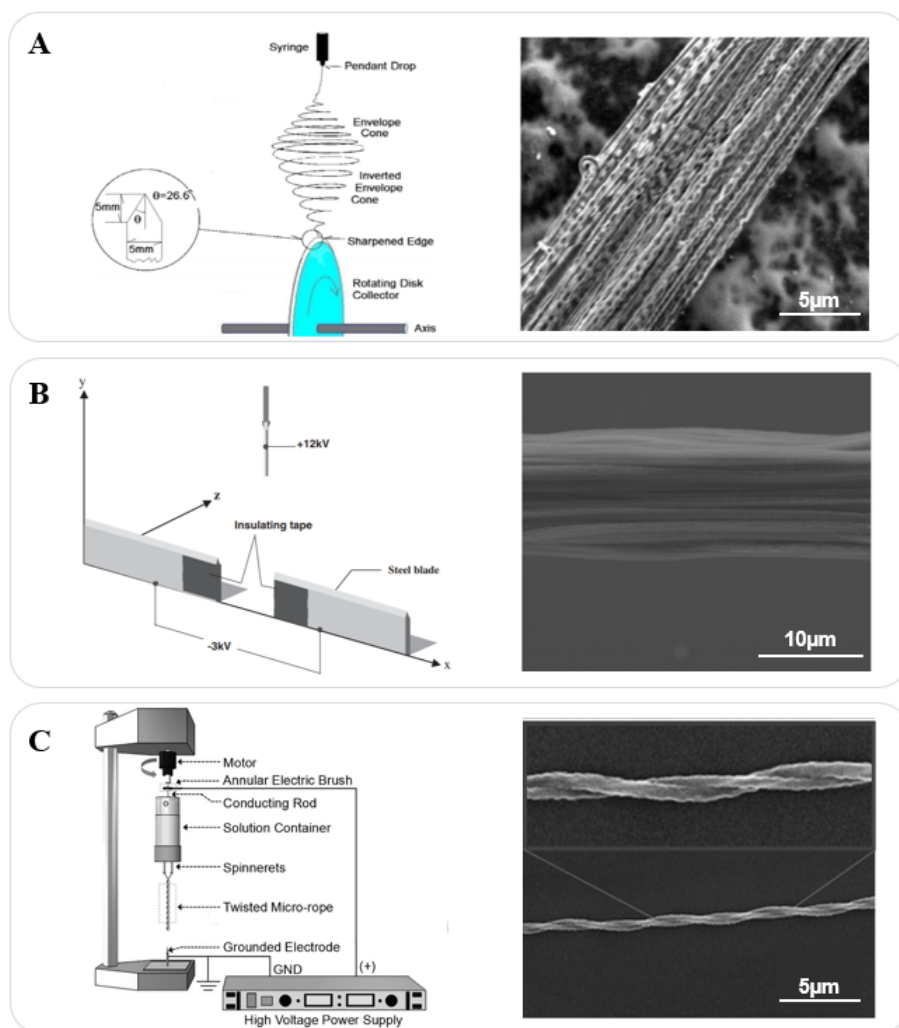 A
Syringe
Pendant Drop
Envelope
Cone
Inverted
Envelope
Cone
θ=26.6°
5mm
θ
5mm
Sharpened Edge
Rotating Disk
Collector
Axis
5μm
B
y
+12kV
z
Insulating tape
Steel blade
-3kV
x
10μm
C
Motor
Annular Electric Brush
Conducting Rod
Solution Container
Spinnerets
Twisted Micro-rope
Grounded Electrode
GND
(+)
High Voltage Power Supply
5μm